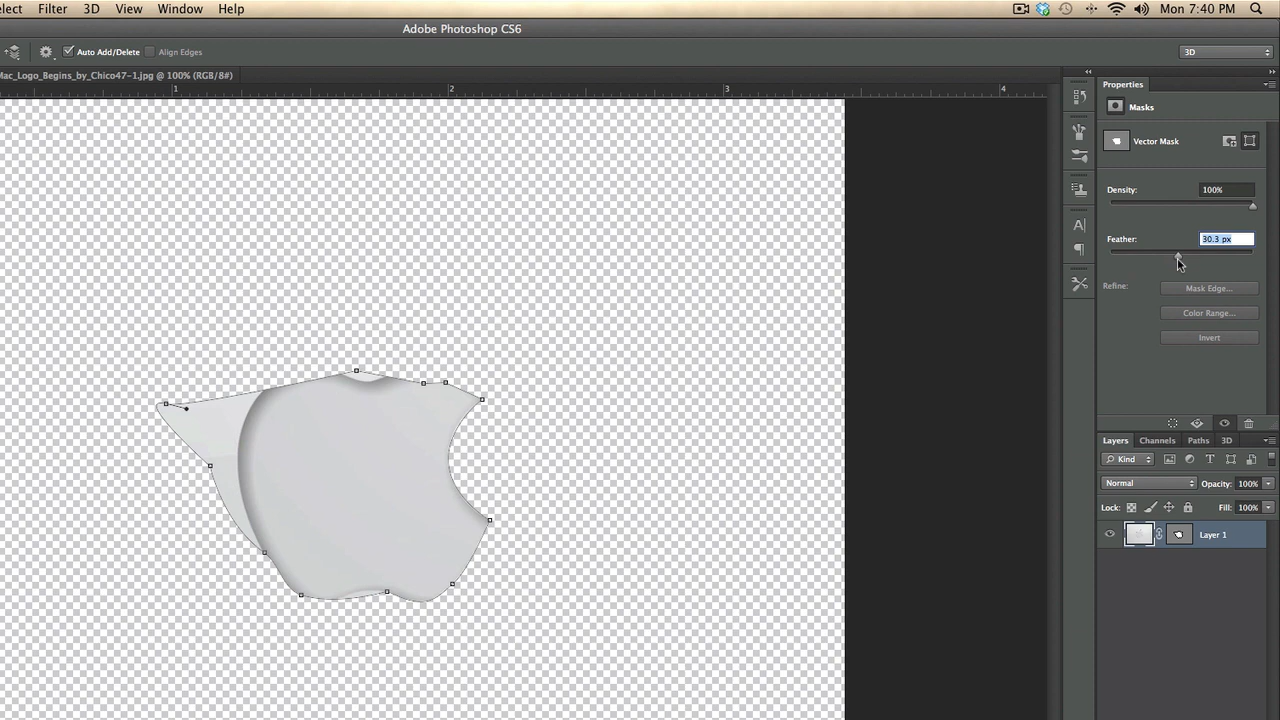 elect Filter 3D View Window Help Mon 7:40 PM
Adobe Photoshop CS6
Auto Add/Delete Align Edges 3D
Mac_Logo_Begins_by_Chico47-1.jpg @ 100% (RGB/8#)
1 2 3 4
Properties
Masks
Vector Mask
Density: 100%
Feather: 30.3 px
Refine: Mask Edge...
Color Range...
Invert
Layers Channels Paths 3D
Kind
Normal Opacity: 100%
Lock: Fill: 100%
Layer 1